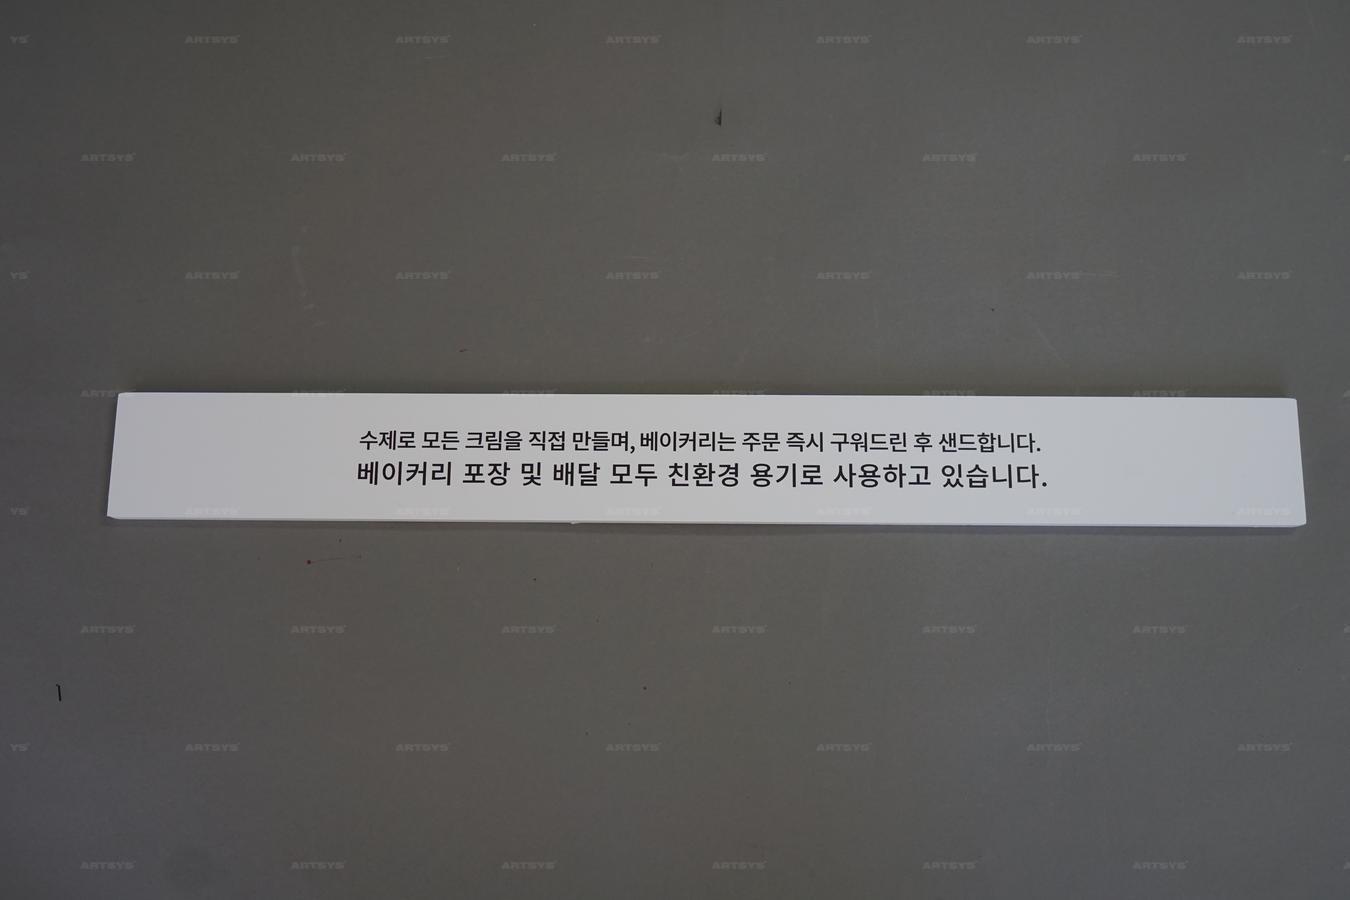 수제로 모든 크림을 직접 만들며, 베이커리는 주문 즉시 구워드린 후 샌드합니다.
베이커리 포장 및 배달 모두 친환경 용기로 사용하고 있습니다.
ARTSYS